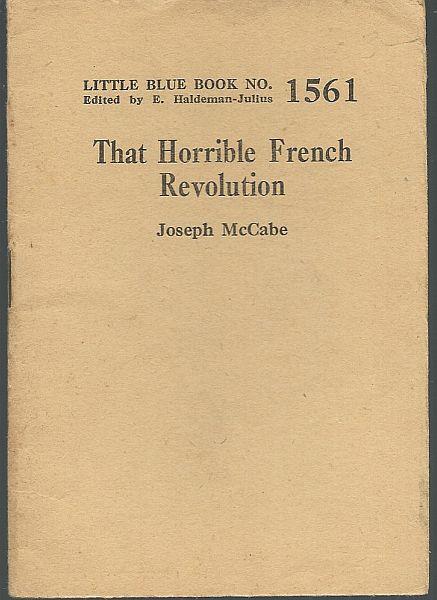 LITTLE BLUE BOOK NO. 1561
Edited by E. Haldeman-Julius
That Horrible French
Revolution
Joseph McCabe